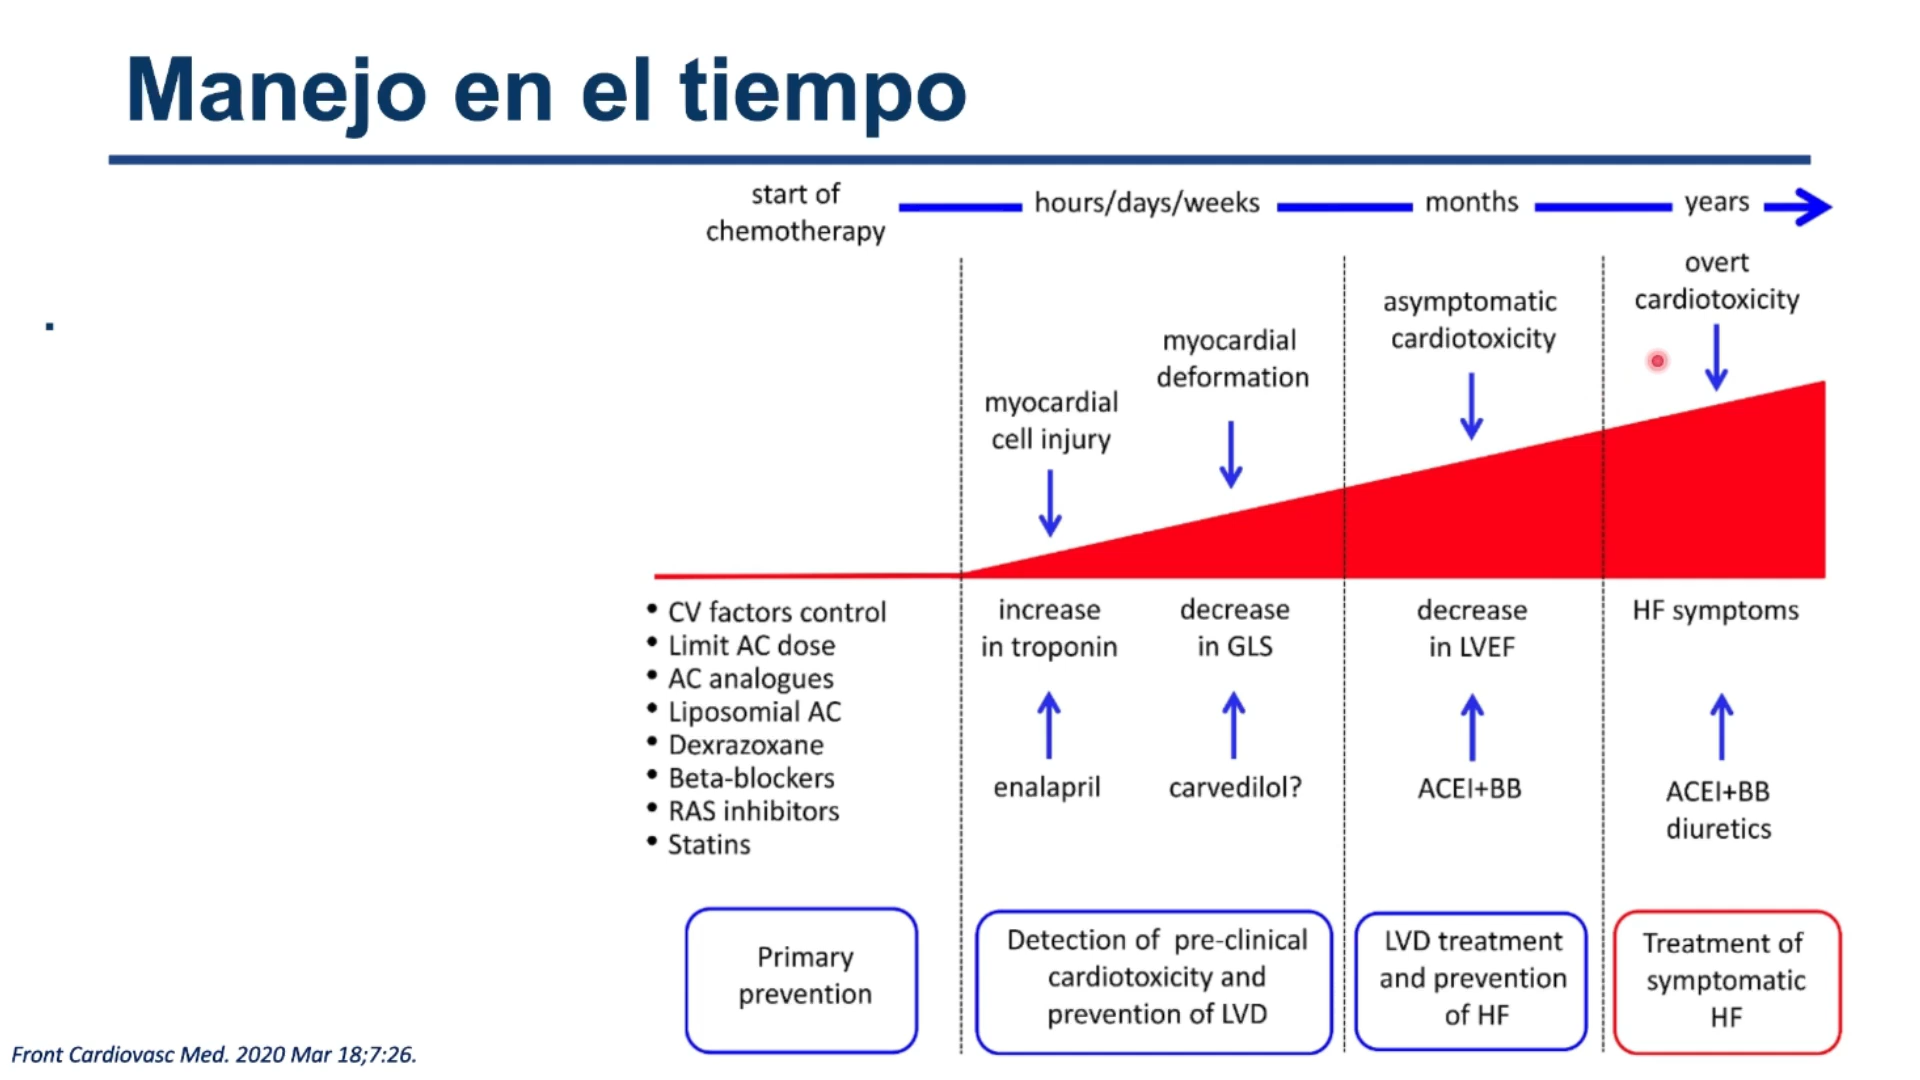 Manejo en el tiempo
start of
chemotherapy
hours/days/weeks
months
years
myocardial
cell injury
myocardial
deformation
asymptomatic
cardiotoxicity
overt
cardiotoxicity
• CV factors control
• Limit AC dose
• AC analogues
• Liposomial AC
• Dexrazoxane
• Beta-blockers
• RAS inhibitors
• Statins
increase
in troponin
decrease
in GLS
decrease
in LVEF
HF symptoms
enalapril
carvedilol?
ACEI+BB
ACEI+BB
diuretics
Primary
prevention
Detection of pre-clinical
cardiotoxicity and
prevention of LVD
LVD treatment
and prevention
of HF
Treatment of
symptomatic
HF
Front Cardiovasc Med. 2020 Mar 18;7:26.